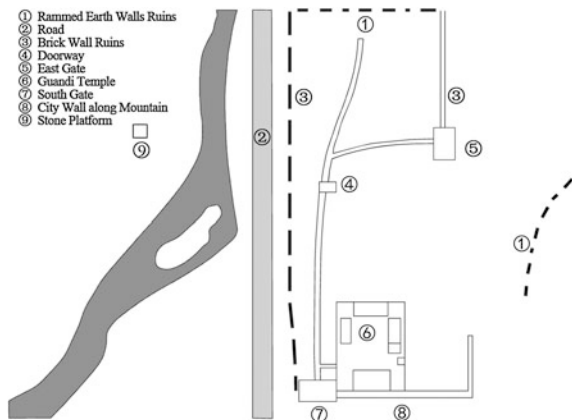 ① Rammed Earth Walls Ruins
② Road
③ Brick Wall Ruins
④ Doorway
⑤ East Gate
⑥ Guandi Temple
⑦ South Gate
⑧ City Wall along Mountain
⑨ Stone Platform
①
③
③
②
⑨
⑤
④
①
⑥
⑦
⑧